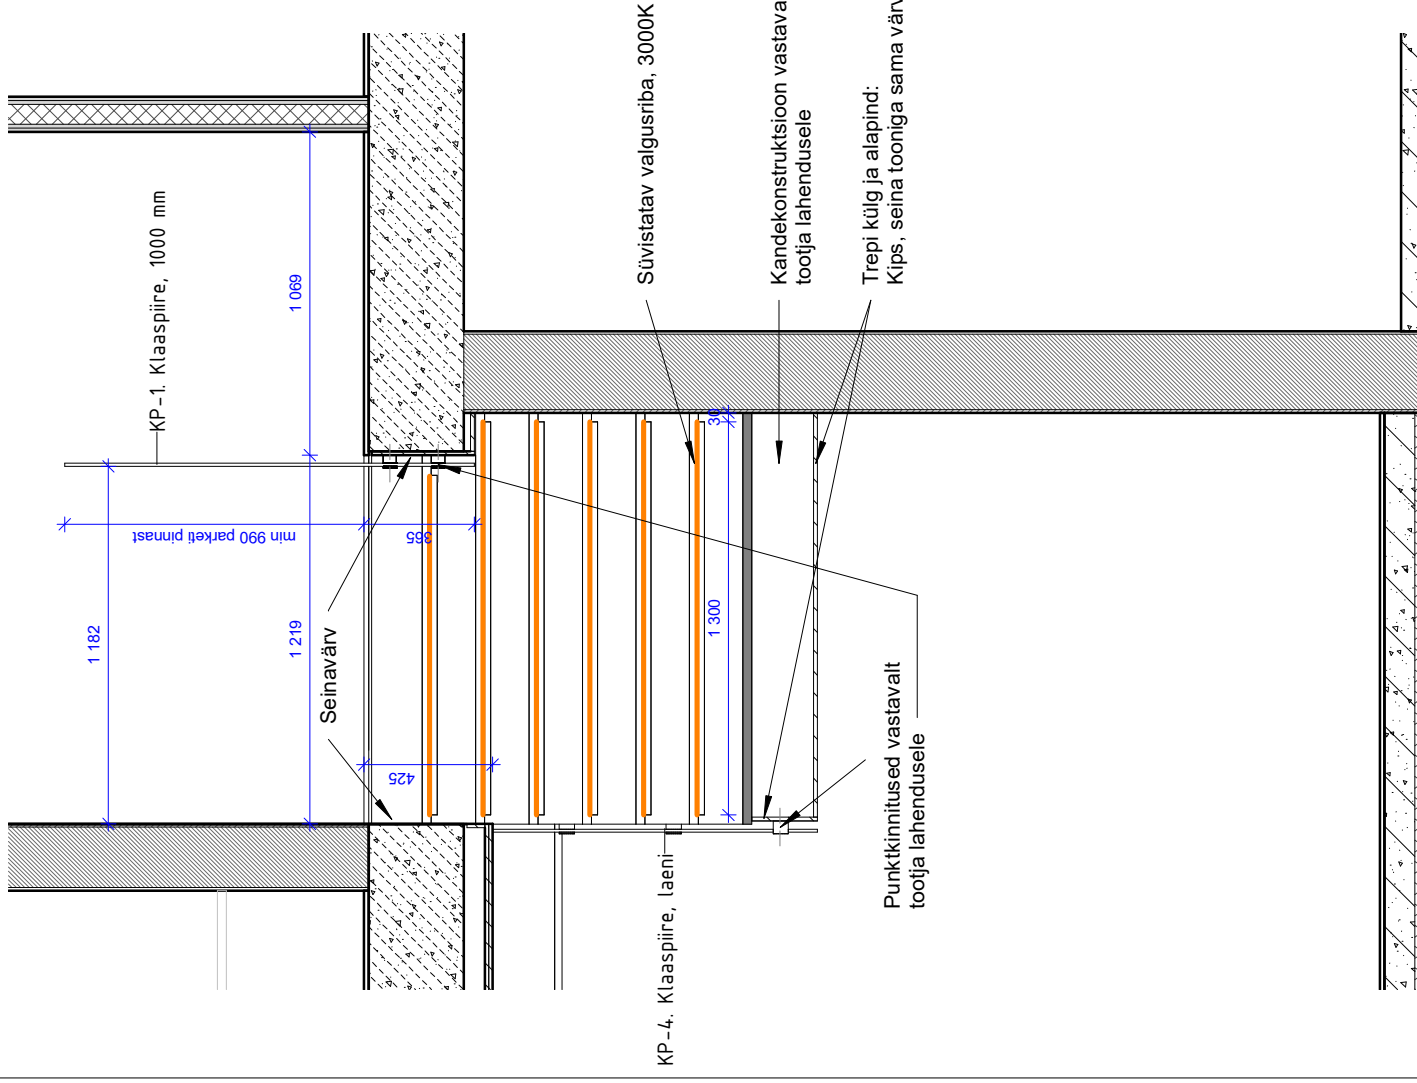 KP-1. Klaaspiire, 1000 mm
1 069
1 182
1 219
min 990 parketi pinnast
365
425
Seinavärv
Süvistatav valgusriba, 3000K
Kandekonstruktsioon vastava
tootja lahendusele
Trepi külg ja alapind:
Kips, seina tooniga sama värv
30
1 300
Punktkinnitused vastavalt
tootja lahendusele
KP-4. Klaaspiire, laeni